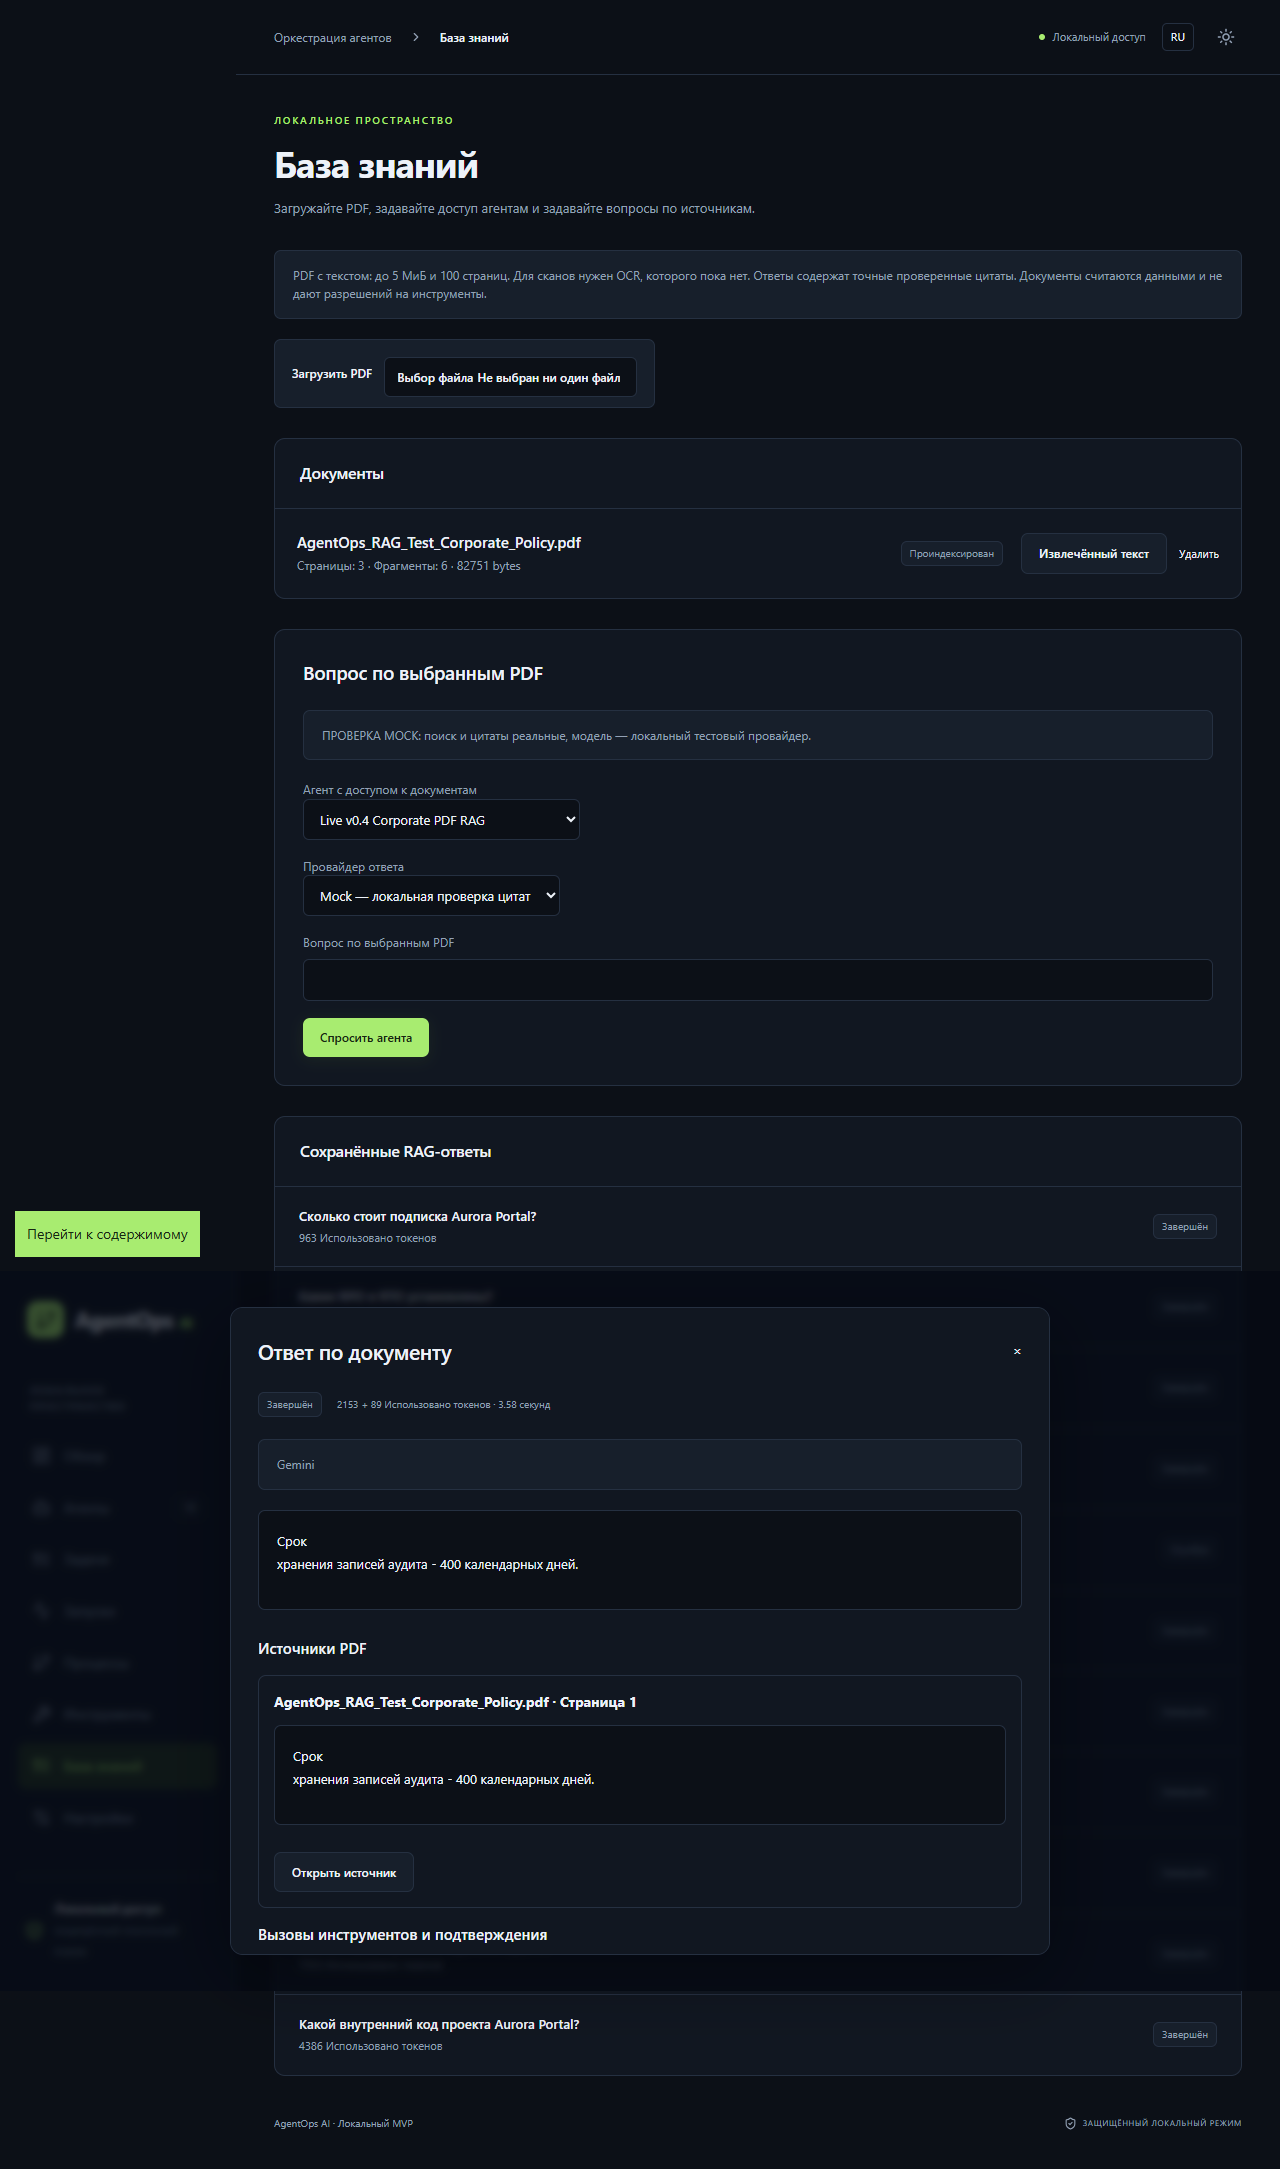 Оркестрация агентов > База знаний
Локальный доступ RU
ЛОКАЛЬНОЕ ПРОСТРАНСТВО
База знаний
Загружайте PDF, задавайте доступ агентам и задавайте вопросы по источникам.
PDF с текстом: до 5 МиБ и 100 страниц. Для сканов нужен OCR, которого пока нет. Ответы содержат точные проверенные цитаты. Документы считаются данными и не
дают разрешений на инструменты.
Загрузить PDF
Выбор файла Не выбран ни один файл
Документы
AgentOps_RAG_Test_Corporate_Policy.pdf
Страницы: 3 · Фрагменты: 6 · 82751 bytes
Проиндексирован
Извлечённый текст
Удалить
Вопрос по выбранным PDF
ПРОВЕРКА МОСК: поиск и цитаты реальные, модель — локальный тестовый провайдер.
Агент с доступом к документам
Live v0.4 Corporate PDF RAG
Провайдер ответа
Mock — локальная проверка цитат
Вопрос по выбранным PDF
Спросить агента
Сохранённые RAG-ответы
Сколько стоит подписка Aurora Portal?
963 Использовано токенов
Завершён
Перейти к содержимому
AgentOps
Ответ по документу
×
Завершён
2153 + 89 Использовано токенов · 3.58 секунд
Gemini
Срок
хранения записей аудита - 400 календарных дней.
Источники PDF
AgentOps_RAG_Test_Corporate_Policy.pdf · Страница 1
Срок
хранения записей аудита - 400 календарных дней.
Открыть источник
Вызовы инструментов и подтверждения
Какой внутренний код проекта Aurora Portal?
4386 Использовано токенов
Завершён
AgentOps AI · Локальный MVP
ЗАЩИЩЁННЫЙ ЛОКАЛЬНЫЙ РЕЖИМ